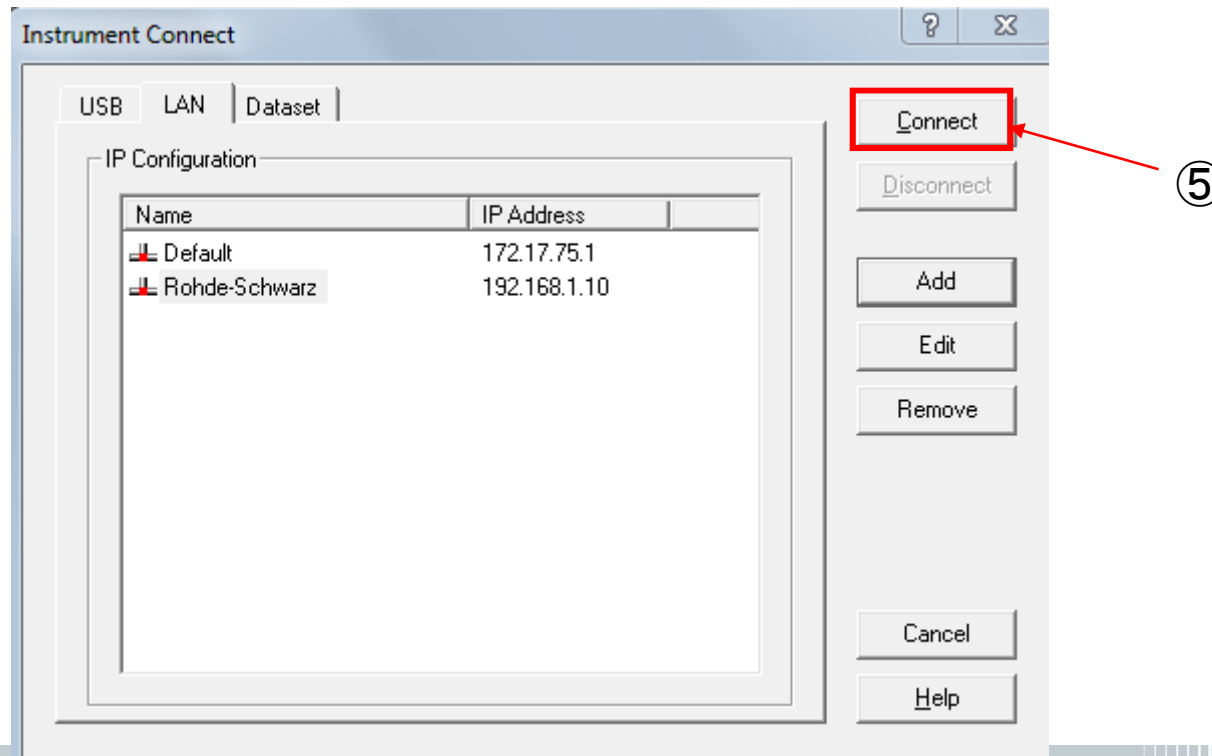 Instrument Connect
USB LAN Dataset
Connect
IP Configuration
Disconnect
⑤
Name IP Address
Default 172.17.75.1
Add
Rohde-Schwarz 192.168.1.10
Edit
Remove
Cancel
Help